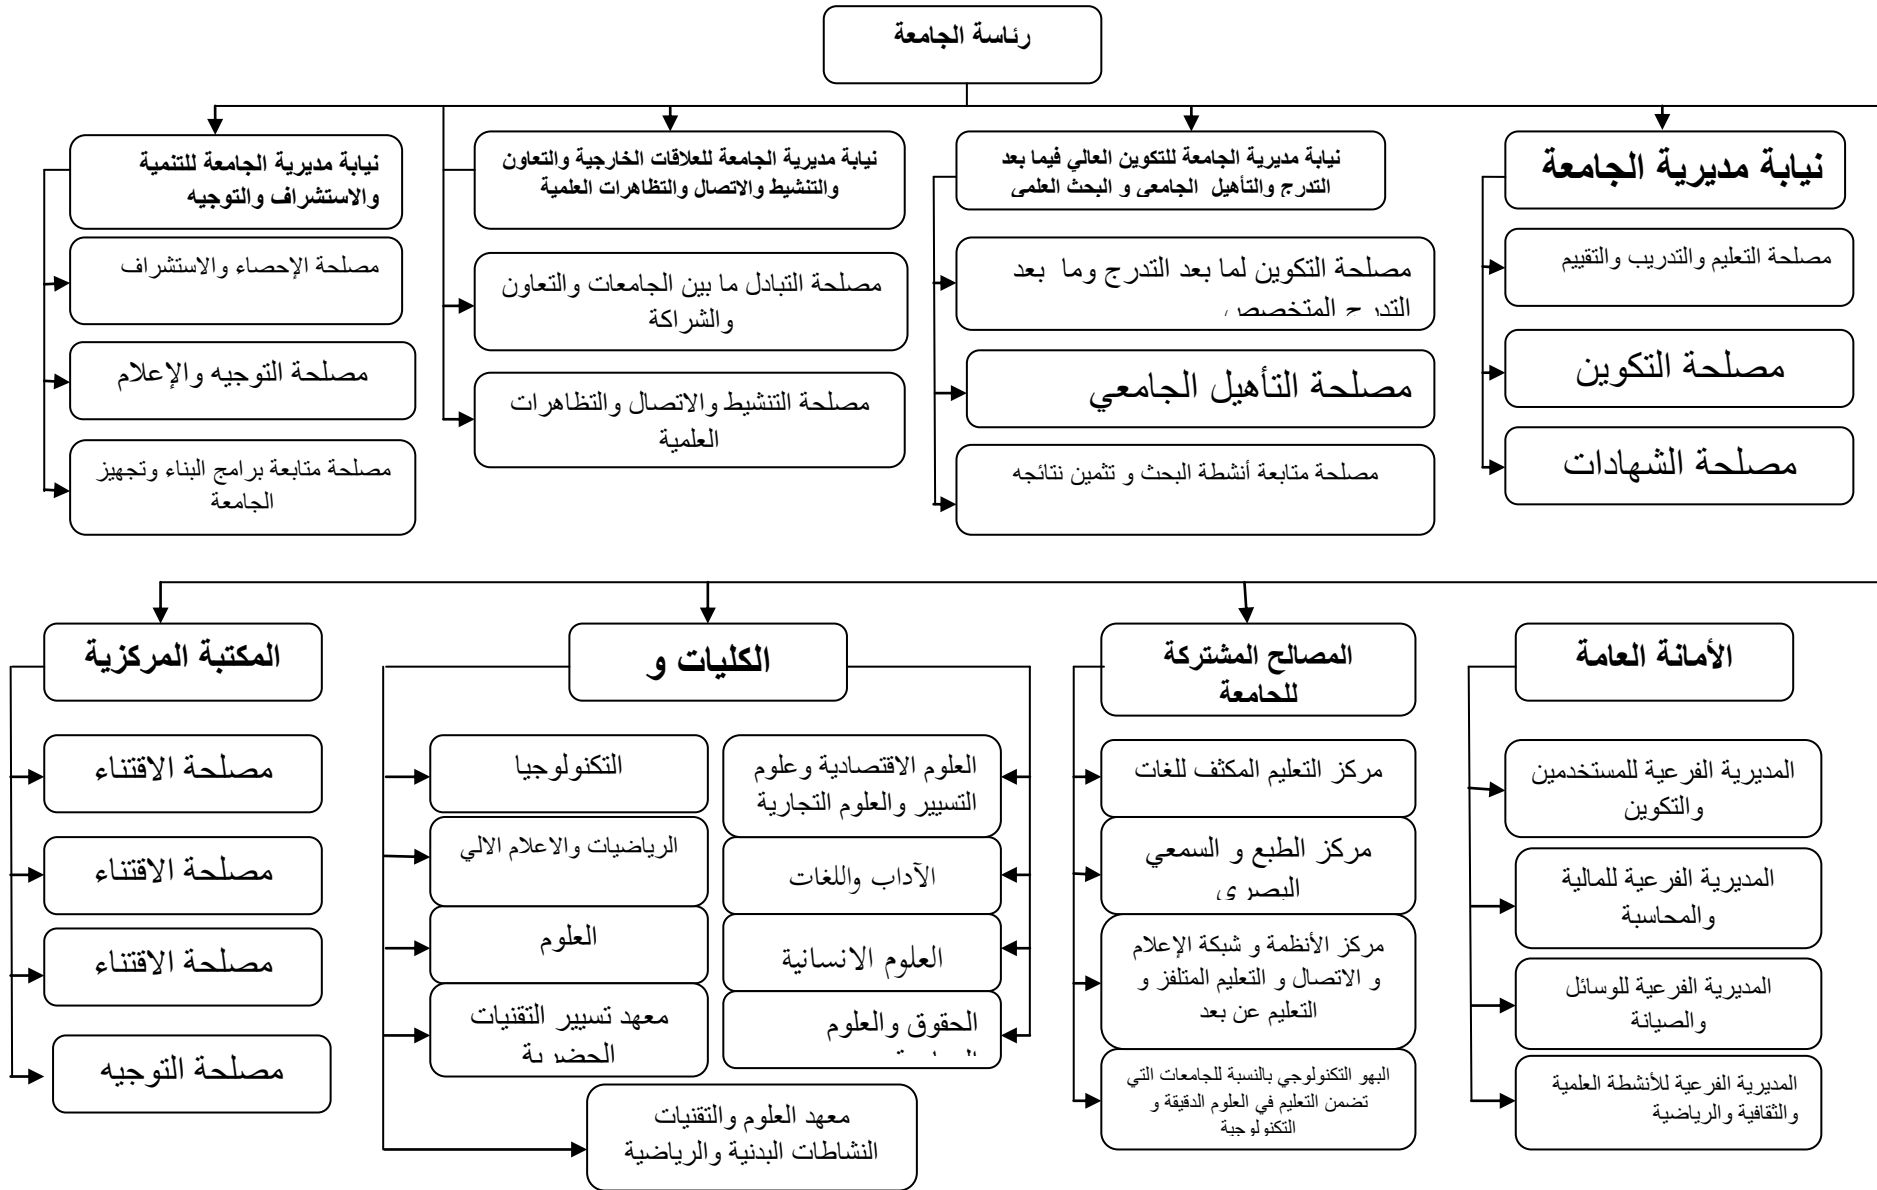 رئاسة الجامعة
نيابة مديرية الجامعة
مصلحة التعليم والتدريب والتقييم
مصلحة التكوين
مصلحة الشهادات
نيابة مديرية الجامعة للتكوين العالي فيما بعد
التدرج والتأهيل الجامعي و البحث العلمي
مصلحة التكوين لما بعد التدرج وما بعد
التدرج المتخصص
مصلحة التأهيل الجامعي
مصلحة متابعة أنشطة البحث و تثمين نتائجه
نيابة مديرية الجامعة للعلاقات الخارجية والتعاون
والتنشيط والاتصال والتظاهرات العلمية
مصلحة التبادل ما بين الجامعات والتعاون
والشراكة
مصلحة التنشيط والاتصال والتظاهرات
العلمية
نيابة مديرية الجامعة للتنمية
والاستشراف والتوجيه
مصلحة الإحصاء والاستشراف
مصلحة التوجيه والإعلام
مصلحة متابعة برامج البناء وتجهيز
الجامعة
الأمانة العامة
المديرية الفرعية للمستخدمين
والتكوين
المديرية الفرعية للمالية
والمحاسبة
المديرية الفرعية للوسائل
والصيانة
المديرية الفرعية للأنشطة العلمية
والثقافية والرياضية
المصالح المشتركة
للجامعة
مركز التعليم المكثف للغات
مركز الطبع و السمعي
البصري
مركز الأنظمة و شبكة الإعلام
و الاتصال و التعليم المتلفز و
التعليم عن بعد
البهو التكنولوجي بالنسبة للجامعات التي
تضمن التعليم في العلوم الدقيقة و
التكنولوجية
الكليات و
العلوم الاقتصادية وعلوم
التسيير والعلوم التجارية
الآداب واللغات
العلوم الانسانية
الحقوق والعلوم
التكنولوجيا
الرياضيات والاعلام الالي
العلوم
معهد تسيير التقنيات
الحضرية
معهد العلوم والتقنيات
النشاطات البدنية والرياضية
المكتبة المركزية
مصلحة الاقتناء
مصلحة الاقتناء
مصلحة الاقتناء
مصلحة التوجيه